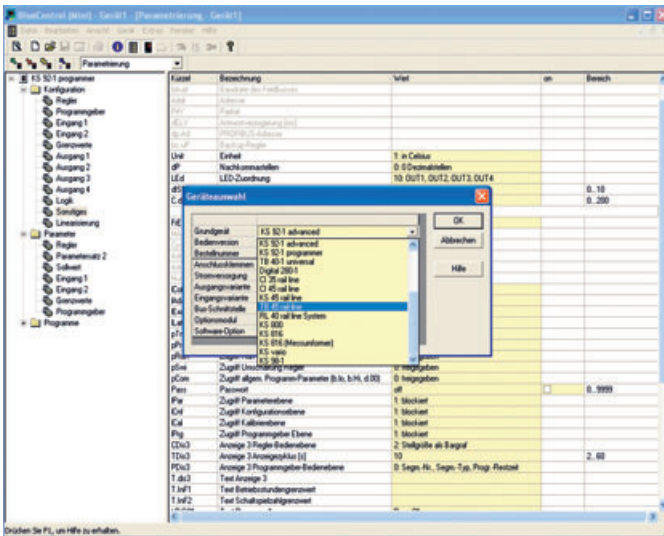 BlueControl (Mini) - Gerät1 - [Parametrierung - Gerät1]
Datei Bearbeiten Ansicht Gerät Extras Fenster Hilfe
Parametrierung
KS 92-1 programmer
Konfiguration
Regler
Programmgeber
Eingang 1
Eingang 2
Grenzwerte
Ausgang 1
Ausgang 2
Ausgang 3
Ausgang 4
Logik
Sonstiges
Linearisierung
Parameter
Regler
Parametersatz 2
Sollwert
Eingang 1
Eingang 2
Grenzwerte
Programmgeber
Programme
Kürzel Bezeichnung Wert on Bereich
Adresse
Parität
PROFIBUS-Adresse
Backup-Regler
Unit Einheit 1: in Celsius
dP Nachkommastellen 0: 0 Dezimalstellen
LEd LED-Zuordnung 10: OUT1, OUT2, OUT3, OUT4
0..10
0..200
Geräteauswahl
Grundgerät KS 92-1 advanced
Bedienversion
Bestellnummer
Anschlussklemmen
Stromversorgung
Ausgangsvariante
Eingangsvariante
Bus-Schnittstelle
Optionsmodul
Software-Option
KS 92-1 advanced
KS 92-1 programmer
TB 40-1 universal
Digital 280-1
CI 35 rail line
CI 45 rail line
KS 45 rail line
TB 45 rail line
RL 40 rail line System
KS 800
KS 816
KS 816 (Messumformer)
KS vario
KS 98-1
OK
Abbrechen
Hilfe
pSwi Zugriff Umschaltung Regler 0: freigegeben
pCom Zugriff allgem. Programm-Parameter (b.lo, b.Hi, d.00) 0: freigegeben
Pass Passwort off 0..9999
IPar Zugriff Parameterebene 1: blockiert
ICnf Zugriff Konfigurationsebene 1: blockiert
ICal Zugriff Kalibrierebene 1: blockiert
IPrg Zugriff Programmgeber Ebene 1: blockiert
CDis3 Anzeige 3 Regler-Bedienebene 2: Stellgröße als Bargraf
TDis3 Anzeige 3 Anzeigezyklus [s] 10 2..60
PDis3 Anzeige 3 Programmgeber-Bedienebene 0: Segm.-Nr., Segm.-Typ, Prog.-Restzeit
T.dis3 Text Anzeige 3
T.InF1 Text Betriebsstundengrenzwert
T.InF2 Text Schaltspielzahlgrenzwert
Drücken Sie F1, um Hilfe zu erhalten.